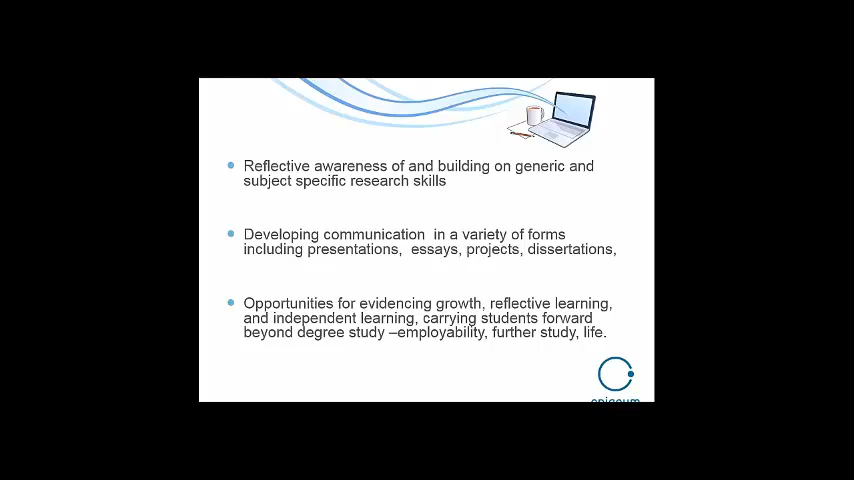 Reflective awareness of and building on generic and
subject specific research skills
Developing communication in a variety of forms
including presentations, essays, projects, dissertations,
Opportunities for evidencing growth, reflective learning,
and independent learning, carrying students forward
beyond degree study –employability, further study, life.
epigeum